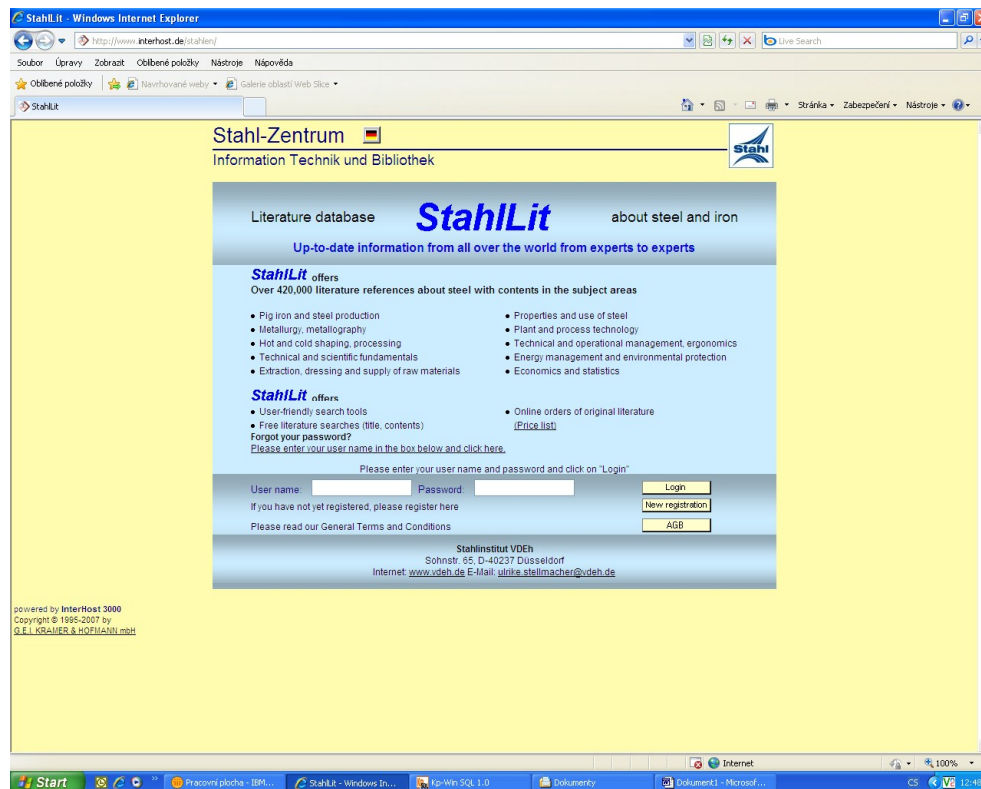 StahlLit - Windows Internet Explorer
http://www.interhost.de/stahlen/
Live Search
Soubor Úpravy Zobrazit Oblíbené položky Nástroje Nápověda
Oblíbené položky Navrhované weby Galerie oblastí Web Slice
StahlLit
Stránka Zabezpečení Nástroje
Stahl-Zentrum
Information Technik und Bibliothek
Stahl
Literature database StahlLit about steel and iron
Up-to-date information from all over the world from experts to experts
StahlLit offers
Over 420,000 literature references about steel with contents in the subject areas
• Pig iron and steel production
• Metallurgy, metallography
• Hot and cold shaping, processing
• Technical and scientific fundamentals
• Extraction, dressing and supply of raw materials
• Properties and use of steel
• Plant and process technology
• Technical and operational management, ergonomics
• Energy management and environmental protection
• Economics and statistics
StahlLit offers
• User-friendly search tools
• Free literature searches (title, contents)
• Online orders of original literature
(Price list)
Forgot your password?
Please enter your user name in the box below and click here.
Please enter your user name and password and click on "Login"
User name: Password: Login
If you have not yet registered, please register here New registration
Please read our General Terms and Conditions AGB
Stahlinstitut VDEh
Sohnstr. 65, D-40237 Düsseldorf
Internet: www.vdeh.de E-Mail: ulrike.stellmacher@vdeh.de
powered by InterHost 3000
Copyright © 1995-2007 by
G.E.I. KRAMER & HOFMANN mbH
Internet 100%
Start Pracovní plocha - IBM... StahlLit - Windows In... Kp-Win SQL 1.0 Dokumenty Dokument1 - Microsof... CS 12:48